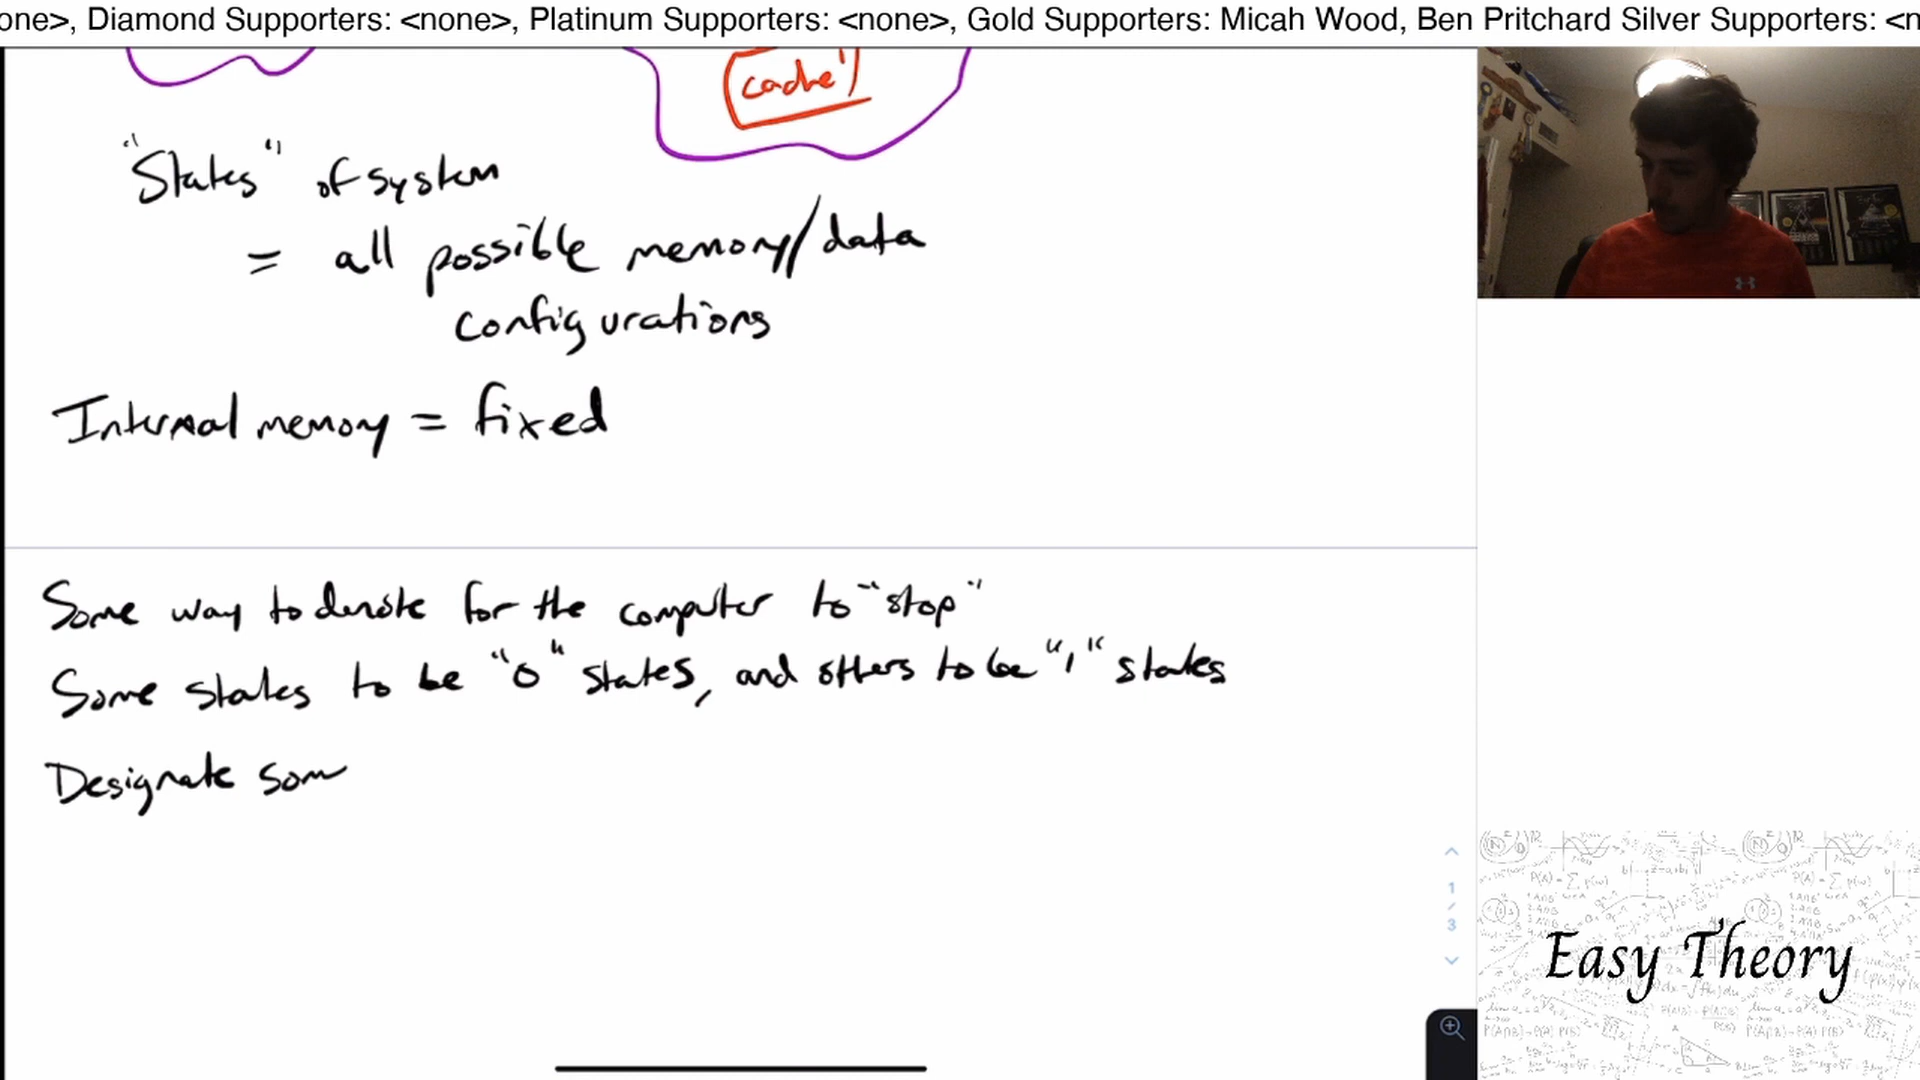 one>, Diamond Supporters: <none>, Platinum Supporters: <none>, Gold Supporters: Micah Wood, Ben Pritchard Silver Supporters: <n
cache'
"States" of system
= all possible memory/data
configurations
Internal memory = fixed
Some way to denote for the computer to "stop"
Some states to be "0" states, and others to be "1" states
Designate som
1
/
3
Easy Theory